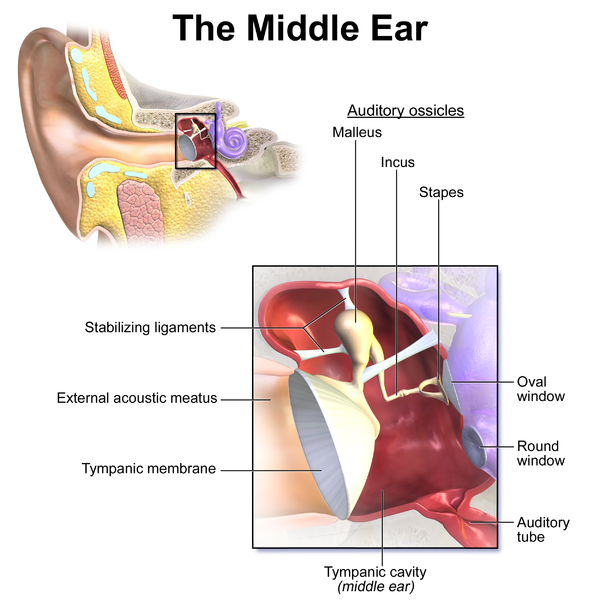 The Middle Ear
Auditory ossicles
Malleus
Incus
Stapes
Stabilizing ligaments
External acoustic meatus
Tympanic membrane
Oval
window
Round
window
Auditory
tube
Tympanic cavity
(middle ear)